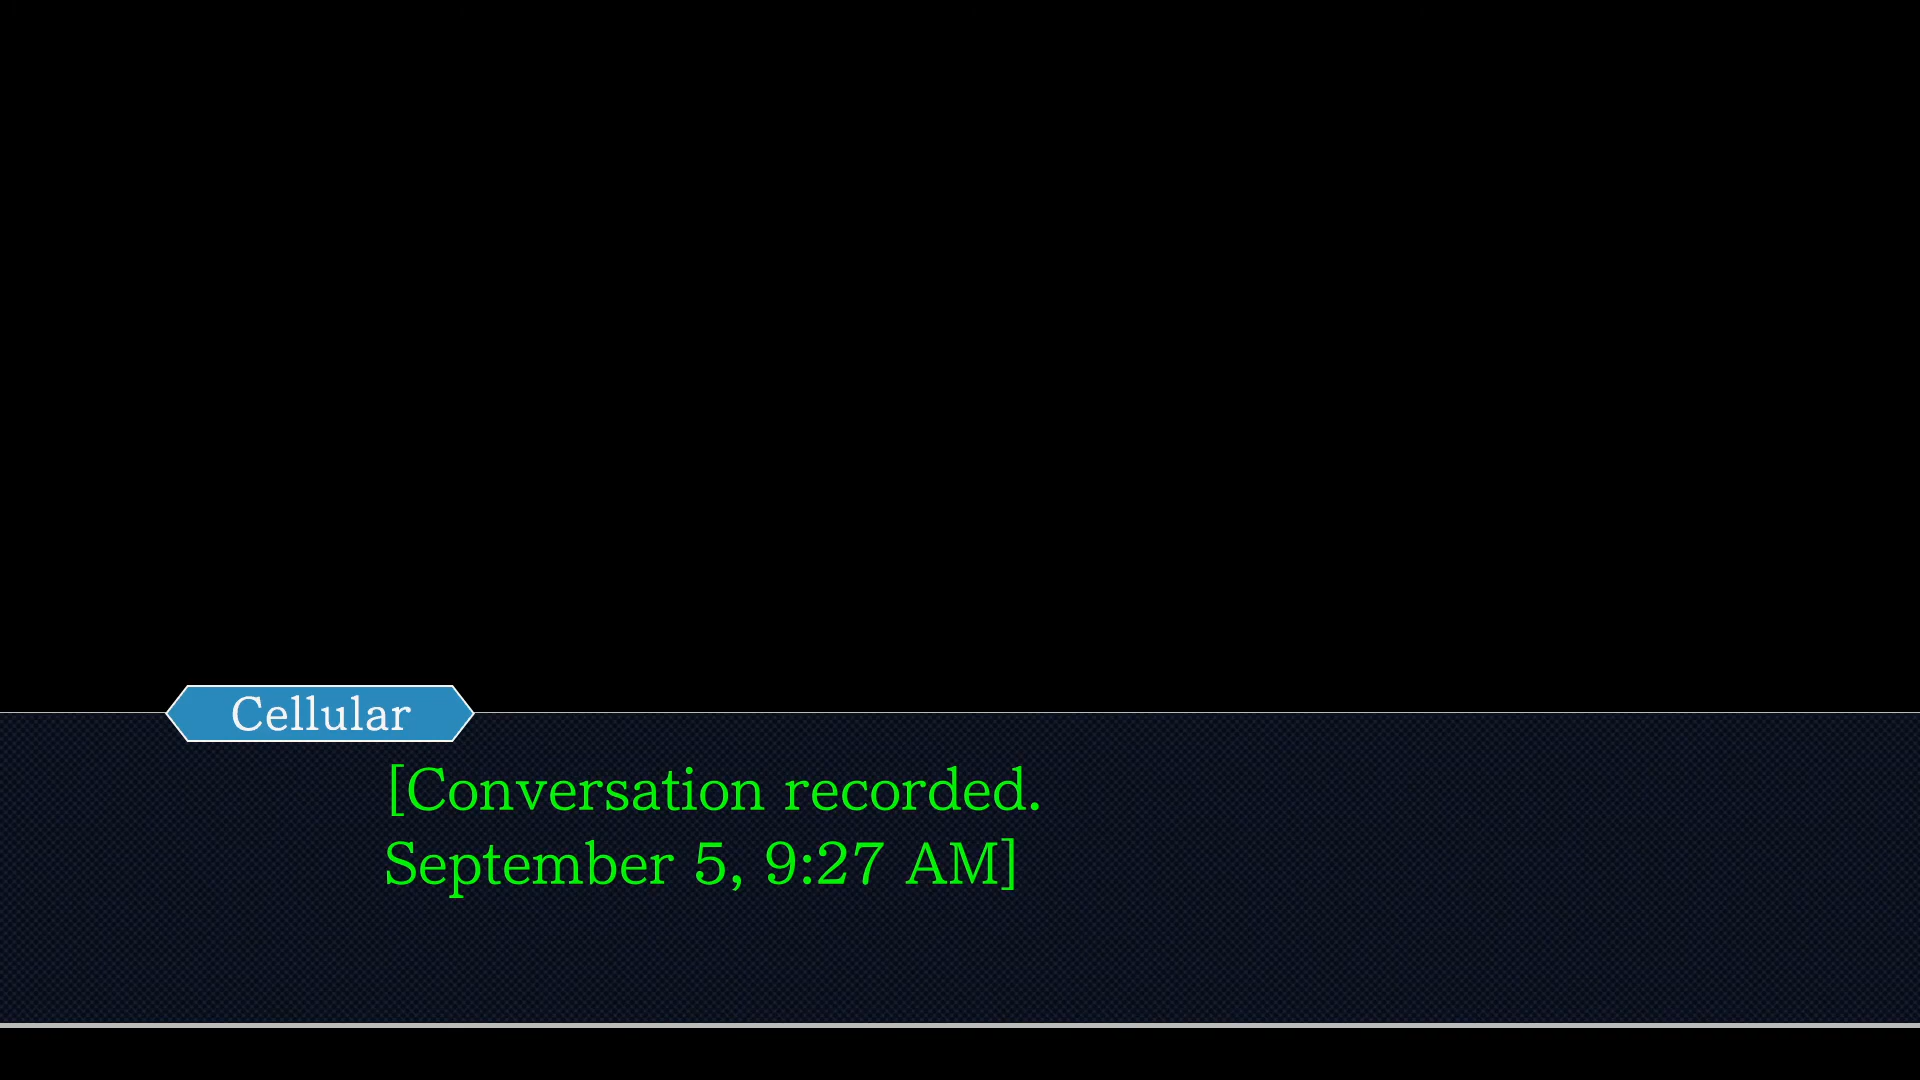 Cellular
[Conversation recorded.
September 5, 9:27 AM]